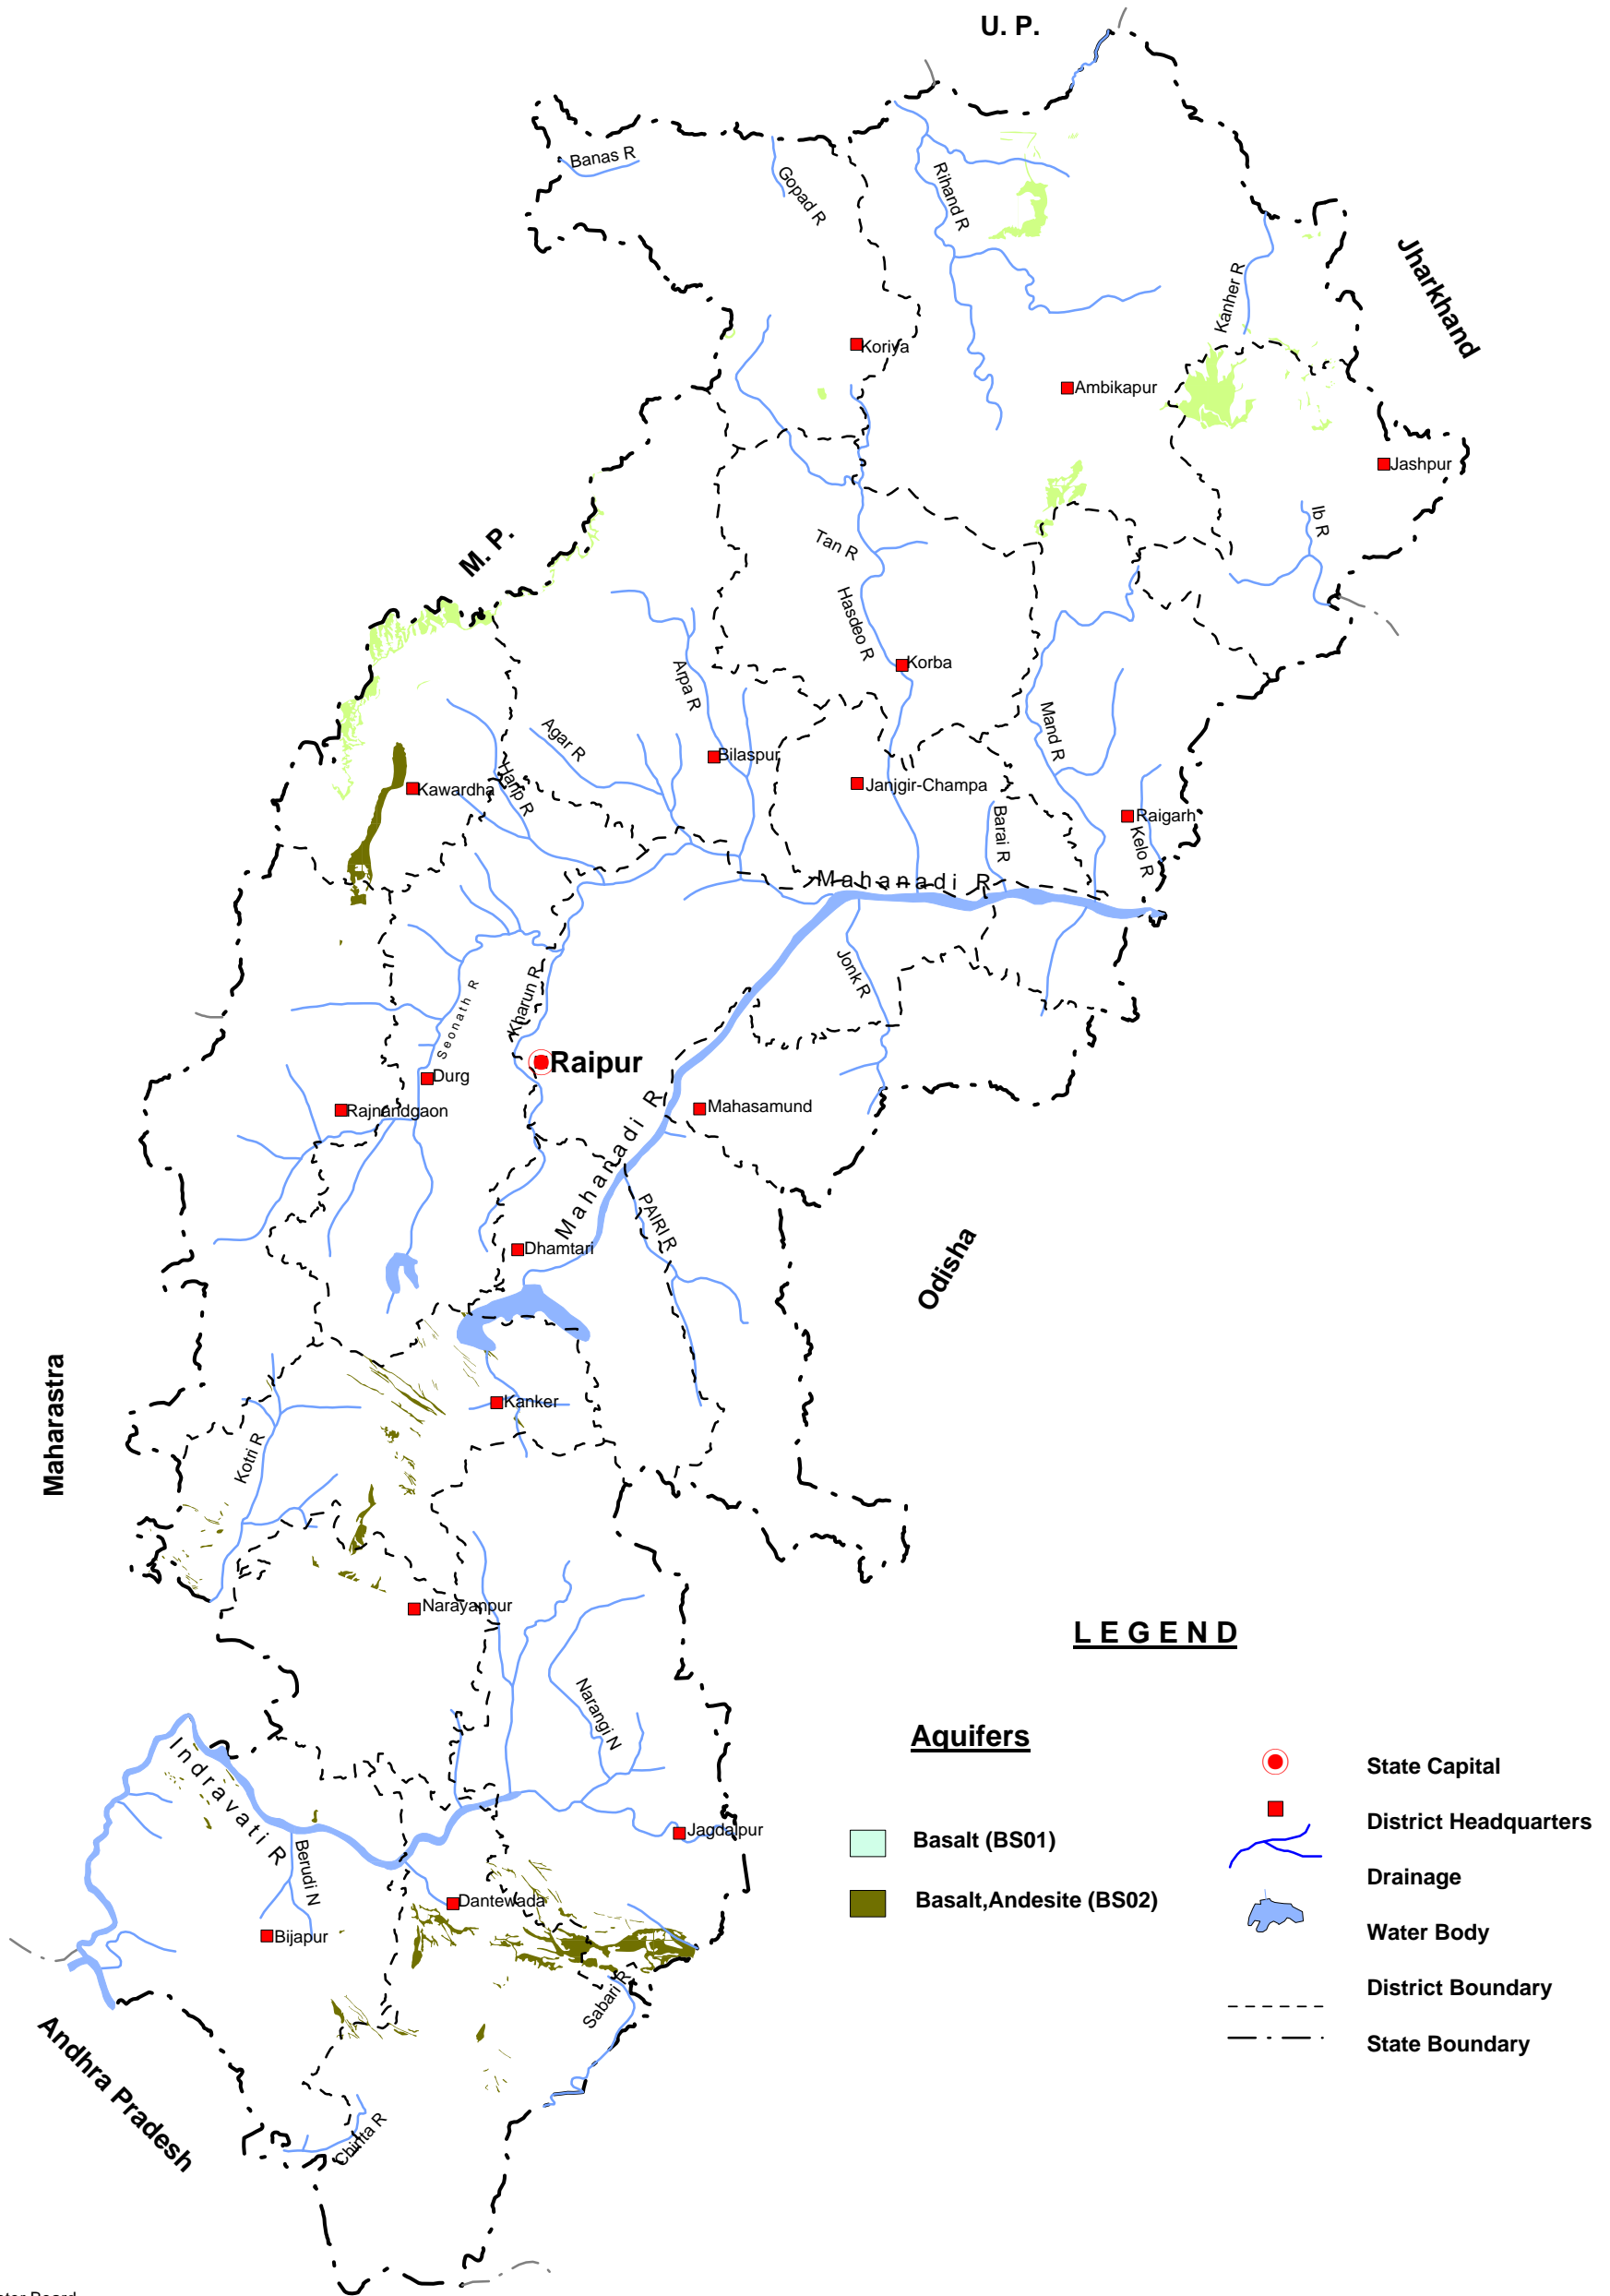 U. P.
Banas R
Gopad R
Rihand R
Jharkhand
Kanher R
Koriya
Ambikapur
Jashpur
Ib R
M. P.
Tan R
Hasdeo R
Korba
Arpa R
Mand R
Agar R
Bilaspur
Hanp R
Kawardha
Janjgir-Champa
Barai R
Raigarh
Kelo R
Mahanadi R
Jonk R
Kharun R
Seonath R
Raipur
Durg
Rajnandgaon
Mahasamund
Mahanadi R
PAIRI R
Dhamtari
Odisha
Maharastra
Kanker
Kotri R
Narayanpur
Narangi N
Indravati R
Jagdalpur
Berudi N
Dantewada
Bijapur
Sabari R
Andhra Pradesh
Chinta R
LEGEND
Aquifers
Basalt (BS01)
Basalt,Andesite (BS02)
State Capital
District Headquarters
Drainage
Water Body
District Boundary
State Boundary
Board